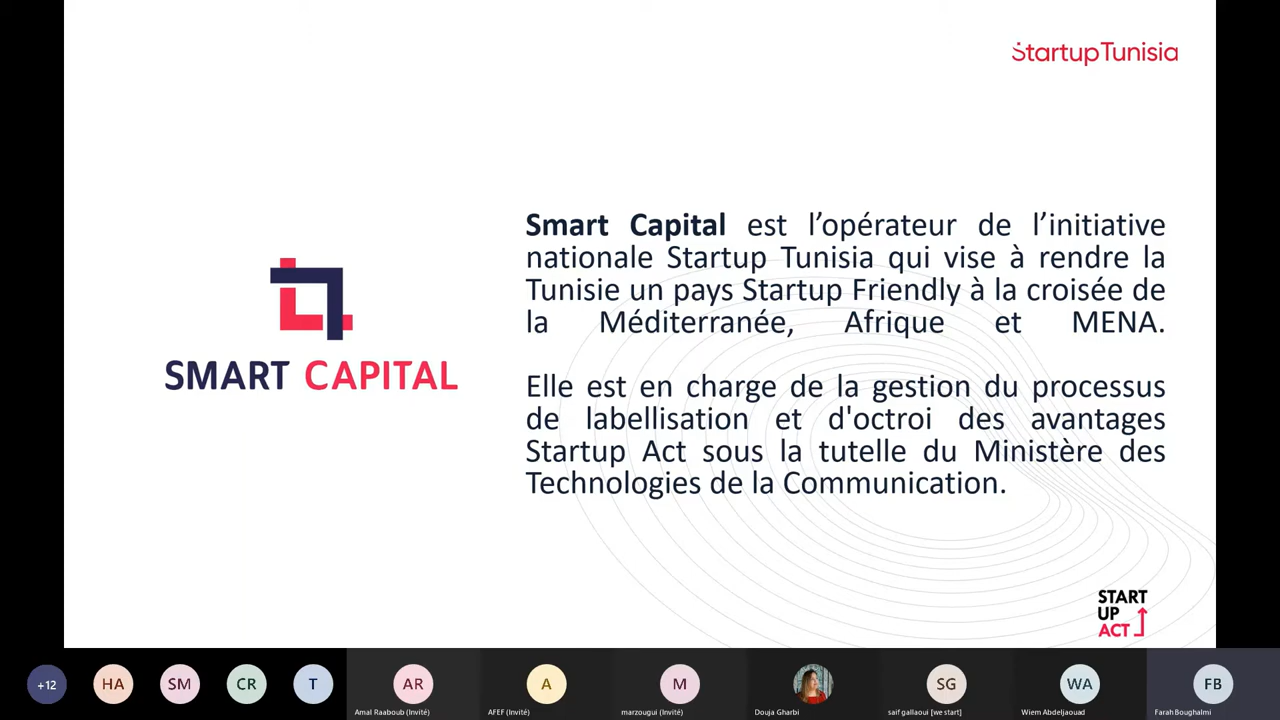 StartupTunisia
Smart Capital est l’opérateur de l’initiative
nationale Startup Tunisia qui vise à rendre la
Tunisie un pays Startup Friendly à la croisée de
la Méditerranée, Afrique et MENA.
SMART CAPITAL
Elle est en charge de la gestion du processus
de labellisation et d'octroi des avantages
Startup Act sous la tutelle du Ministère des
Technologies de la Communication.
START
UP
ACT
+12
HA
SM
CR
T
AR
A
M
SG
WA
FB
Amal Raaboub (Invité)
AFEF (Invité)
marzougui (Invité)
Douja Gharbi
saif gallaoui [we start]
Wiem Abdeljaouad
Farah Boughalmi